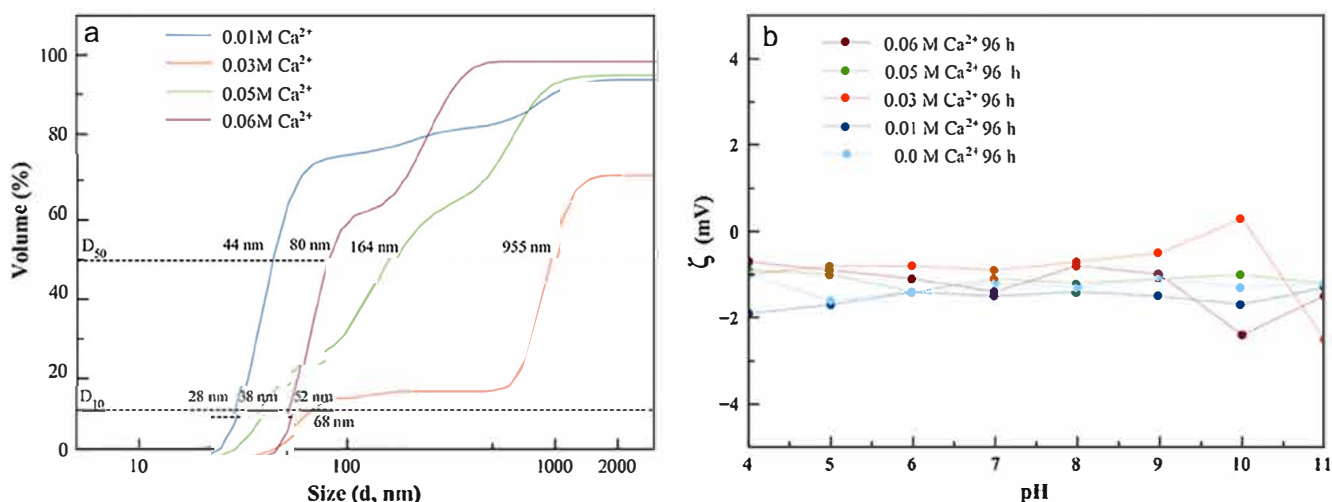 a
0.01M Ca²⁺
0.03M Ca²⁺
0.05M Ca²⁺
0.06M Ca²⁺
100
80
60
40
20
0
Volume (%)
D₅₀
44 nm 80 nm 164 nm 955 nm
D₁₀
28 nm 38 nm 52 nm
68 nm
10 100 1000 2000
Size (d, nm)
b
0.06 M Ca²⁺ 96 h
0.05 M Ca²⁺ 96 h
0.03 M Ca²⁺ 96 h
0.01 M Ca²⁺ 96 h
0.0 M Ca²⁺ 96 h
4
2
0
−2
−4
ζ (mV)
4 5 6 7 8 9 10 11
pH